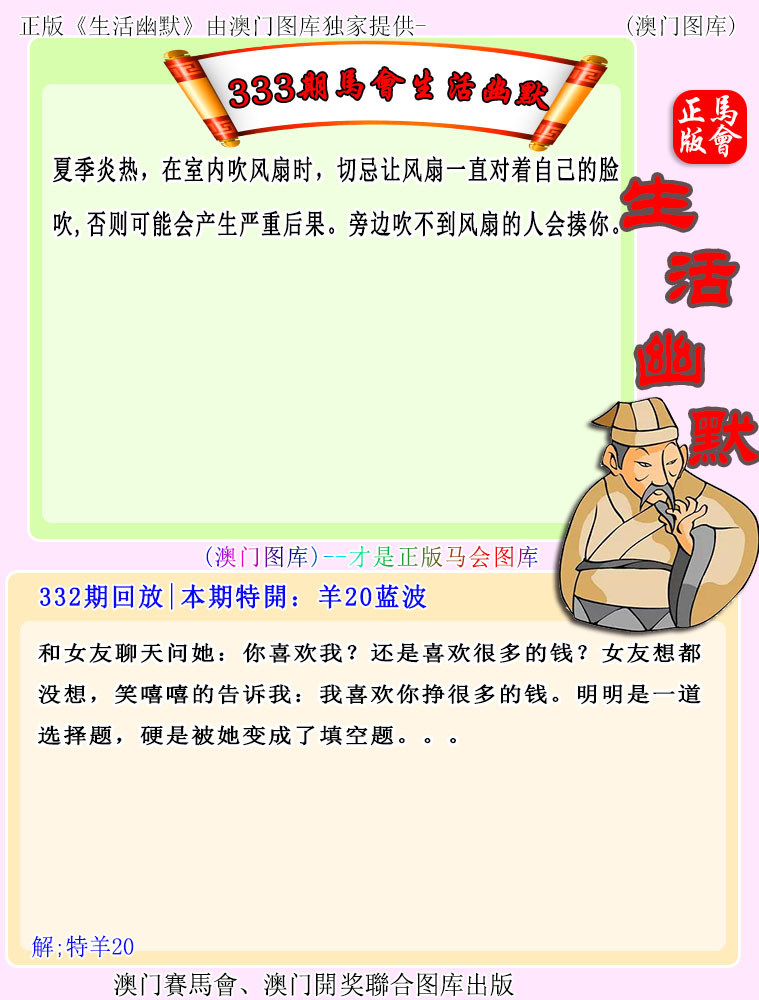 正版《生活幽默》由澳门图库独家提供-
(澳门图库)
333期馬會生活幽默
正版
馬會
生活幽默
夏季炎热，在室内吹风扇时，切忌让风扇一直对着自己的脸
吹,否则可能会产生严重后果。旁边吹不到风扇的人会揍你。
(澳门图库)--才是正版马会图库
332期回放|本期特開：羊20蓝波
和女友聊天问她：你喜欢我？还是喜欢很多的钱？女友想都
没想，笑嘻嘻的告诉我：我喜欢你挣很多的钱。明明是一道
选择题，硬是被她变成了填空题。。。
解;特羊20
澳门賽馬會、澳门開奖聯合图库出版